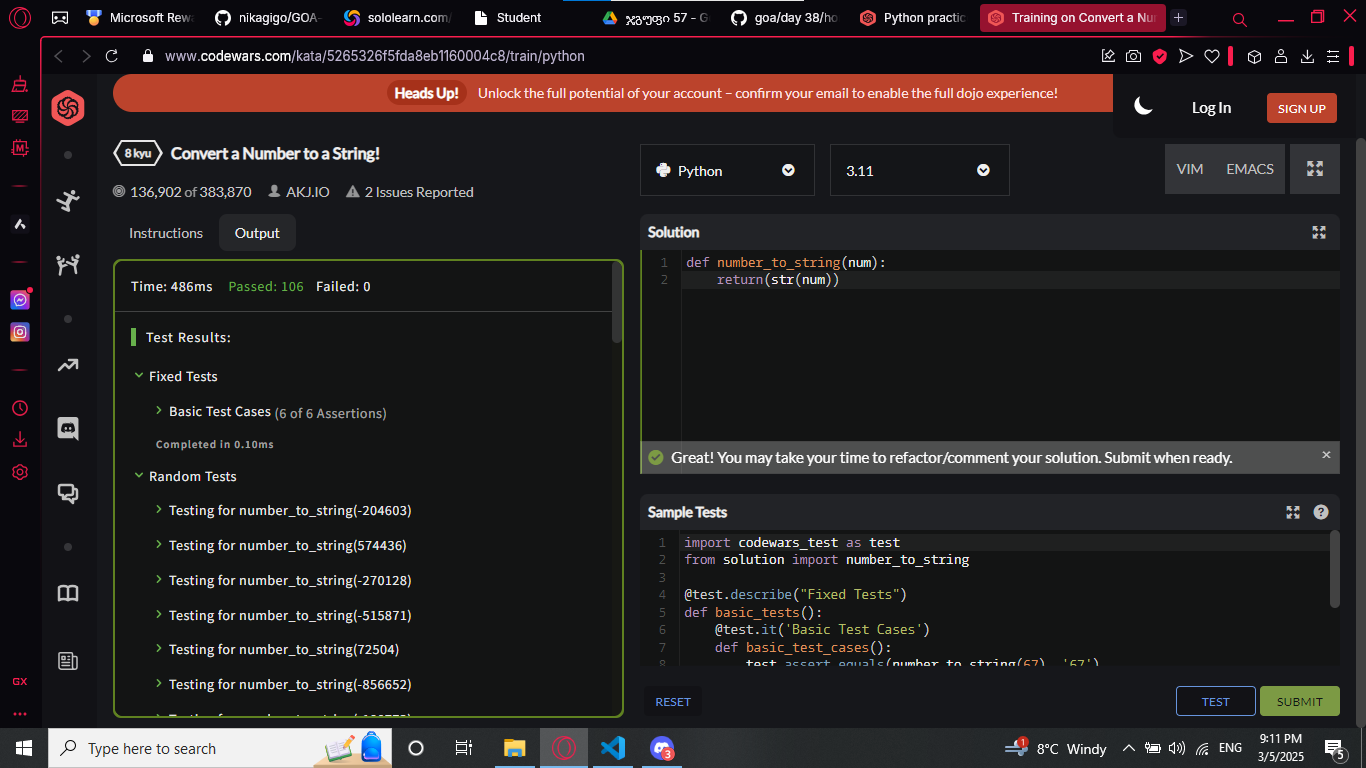 Microsoft Rewa
nikagigo/GOA-
sololearn.com/
Student
ჯგუფი 57 - G
goa/day 38/ho
Python practic
Training on Convert a Nur
www.codewars.com/kata/5265326f5fda8eb1160004c8/train/python
Heads Up!
Unlock the full potential of your account – confirm your email to enable the full dojo experience!
Log In
SIGN UP
8 kyu
Convert a Number to a String!
136,902 of 383,870
AKJ.IO
2 Issues Reported
Python
3.11
VIM
EMACS
Instructions
Output
Time: 486ms Passed: 106 Failed: 0
Test Results:
Fixed Tests
Basic Test Cases (6 of 6 Assertions)
Completed in 0.10ms
Random Tests
Testing for number_to_string(-204603)
Testing for number_to_string(574436)
Testing for number_to_string(-270128)
Testing for number_to_string(-515871)
Testing for number_to_string(72504)
Testing for number_to_string(-856652)
Solution
1 def number_to_string(num):
2 return(str(num))
Great! You may take your time to refactor/comment your solution. Submit when ready.
Sample Tests
1 import codewars_test as test
2 from solution import number_to_string
3
4 @test.describe("Fixed Tests")
5 def basic_tests():
6 @test.it('Basic Test Cases')
7 def basic_test_cases():
8 test.assert_equals(number_to_string(67), '67')
RESET
TEST
SUBMIT
GX
Type here to search
3
1
8°C Windy
ENG
9:11 PM
3/5/2025
5